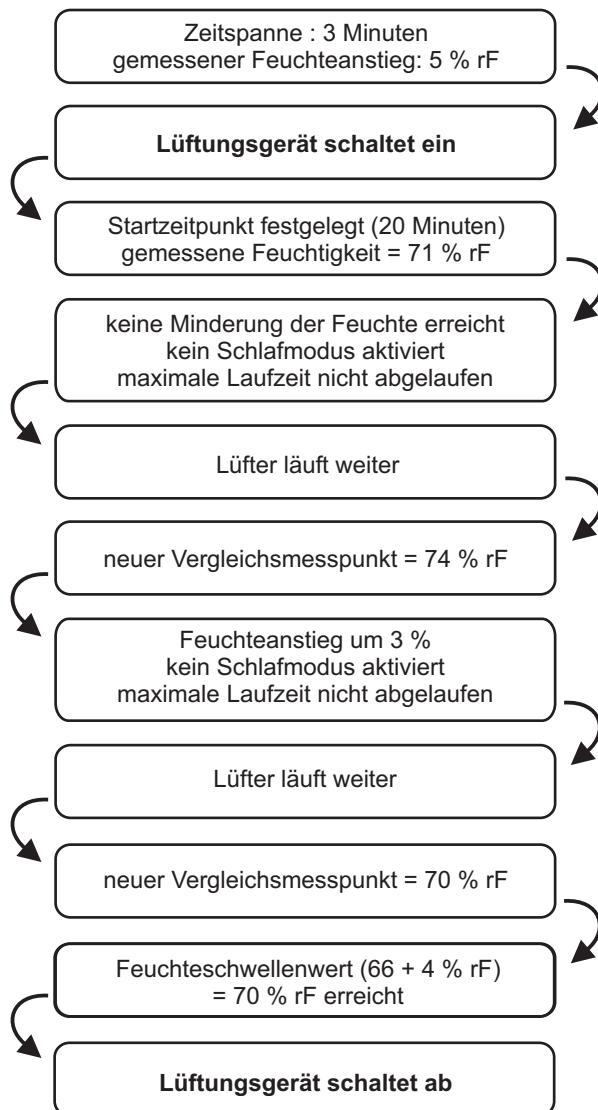 Zeitspanne : 3 Minuten
gemessener Feuchteanstieg: 5 % rF
Lüftungsgerät schaltet ein
Startzeitpunkt festgelegt (20 Minuten)
gemessene Feuchtigkeit = 71 % rF
keine Minderung der Feuchte erreicht
kein Schlafmodus aktiviert
maximale Laufzeit nicht abgelaufen
Lüfter läuft weiter
neuer Vergleichsmesspunkt = 74 % rF
Feuchteanstieg um 3 %
kein Schlafmodus aktiviert
maximale Laufzeit nicht abgelaufen
Lüfter läuft weiter
neuer Vergleichsmesspunkt = 70 % rF
Feuchteschwellenwert (66 + 4 % rF)
= 70 % rF erreicht
Lüftungsgerät schaltet ab